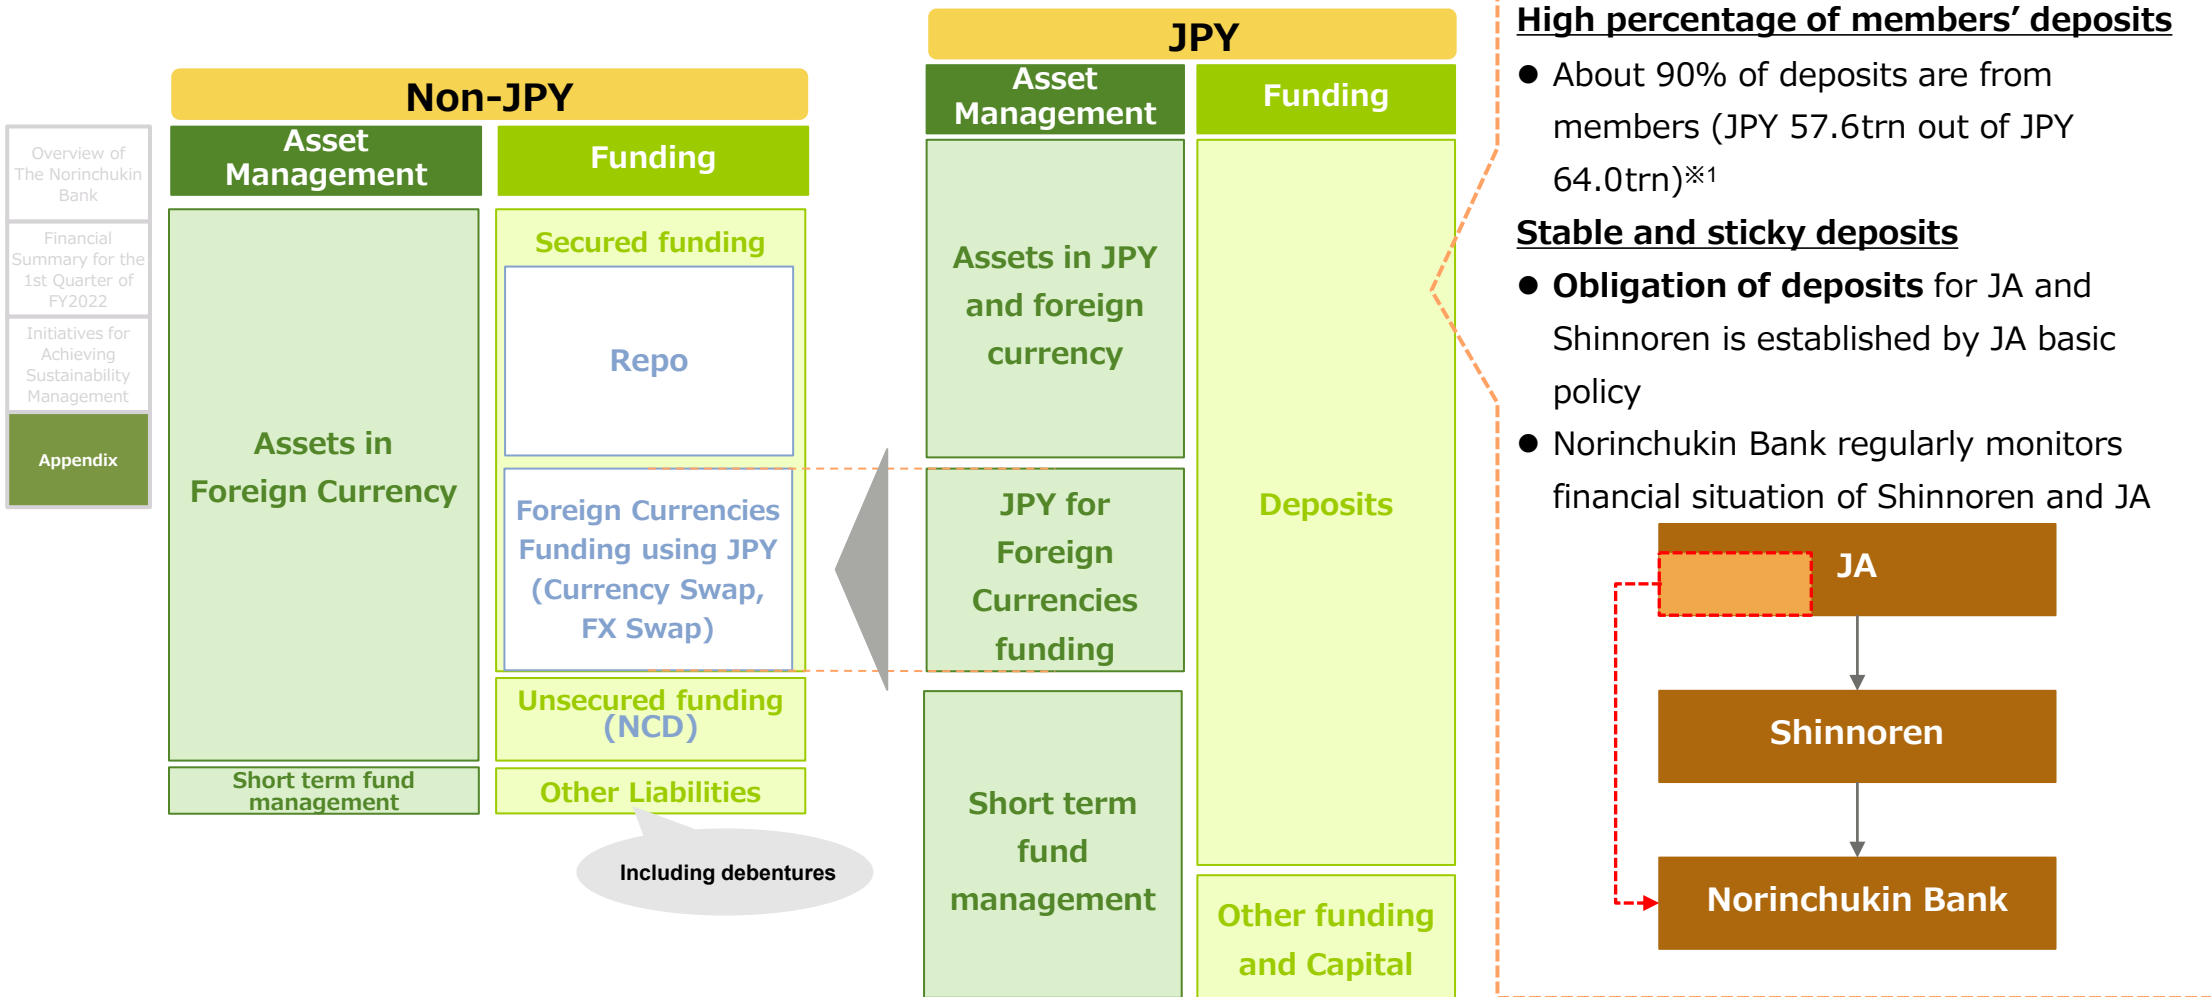 Overview of
The Norinchukin
Bank
Financial
Summary for the
1st Quarter of
FY2022
Initiatives for
Achieving
Sustainability
Management
Appendix
Non-JPY
Asset
Management
Funding
Assets in
Foreign Currency
Short term fund
management
Secured funding
Repo
Foreign Currencies
Funding using JPY
(Currency Swap,
FX Swap)
Unsecured funding
(NCD)
Other Liabilities
Including debentures
JPY
Asset
Management
Funding
Assets in JPY
and foreign
currency
JPY for
Foreign
Currencies
funding
Short term
fund
management
Deposits
Other funding
and Capital
High percentage of members’ deposits
● About 90% of deposits are from
members (JPY 57.6trn out of JPY
64.0trn)※1
Stable and sticky deposits
● Obligation of deposits for JA and
Shinnoren is established by JA basic
policy
● Norinchukin Bank regularly monitors
financial situation of Shinnoren and JA
JA
Shinnoren
Norinchukin Bank